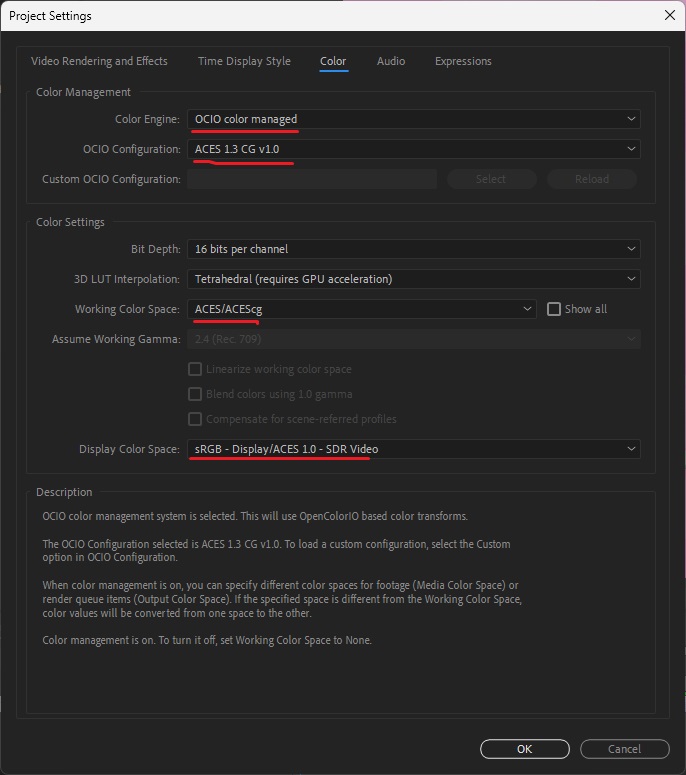 Project Settings
Video Rendering and Effects Time Display Style Color Audio Expressions
Color Management
Color Engine: OCIO color managed
OCIO Configuration: ACES 1.3 CG v1.0
Custom OCIO Configuration: Select Reload
Color Settings
Bit Depth: 16 bits per channel
3D LUT Interpolation: Tetrahedral (requires GPU acceleration)
Working Color Space: ACES/ACEScg Show all
Assume Working Gamma: 2.4 (Rec. 709)
Linearize working color space
Blend colors using 1.0 gamma
Compensate for scene-referred profiles
Display Color Space: sRGB - Display/ACES 1.0 - SDR Video
Description
OCIO color management system is selected. This will use OpenColorIO based color transforms.
The OCIO Configuration selected is ACES 1.3 CG v1.0. To load a custom configuration, select the Custom
option in OCIO Configuration.
When color management is on, you can specify different color spaces for footage (Media Color Space) or
render queue items (Output Color Space). If the specified space is different from the Working Color Space,
color values will be converted from one space to the other.
Color management is on. To turn it off, set Working Color Space to None.
OK Cancel